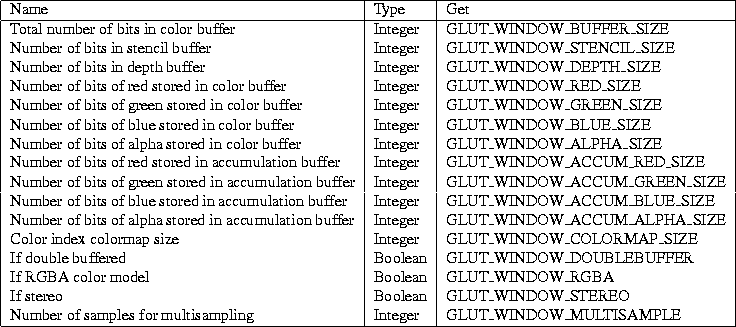 Name Type Get
Total number of bits in color buffer Integer GLUT_WINDOW_BUFFER_SIZE
Number of bits in stencil buffer Integer GLUT_WINDOW_STENCIL_SIZE
Number of bits in depth buffer Integer GLUT_WINDOW_DEPTH_SIZE
Number of bits of red stored in color buffer Integer GLUT_WINDOW_RED_SIZE
Number of bits of green stored in color buffer Integer GLUT_WINDOW_GREEN_SIZE
Number of bits of blue stored in color buffer Integer GLUT_WINDOW_BLUE_SIZE
Number of bits of alpha stored in color buffer Integer GLUT_WINDOW_ALPHA_SIZE
Number of bits of red stored in accumulation buffer Integer GLUT_WINDOW_ACCUM_RED_SIZE
Number of bits of green stored in accumulation buffer Integer GLUT_WINDOW_ACCUM_GREEN_SIZE
Number of bits of blue stored in accumulation buffer Integer GLUT_WINDOW_ACCUM_BLUE_SIZE
Number of bits of alpha stored in accumulation buffer Integer GLUT_WINDOW_ACCUM_ALPHA_SIZE
Color index colormap size Integer GLUT_WINDOW_COLORMAP_SIZE
If double buffered Boolean GLUT_WINDOW_DOUBLEBUFFER
If RGBA color model Boolean GLUT_WINDOW_RGBA
If stereo Boolean GLUT_WINDOW_STEREO
Number of samples for multisampling Integer GLUT_WINDOW_MULTISAMPLE